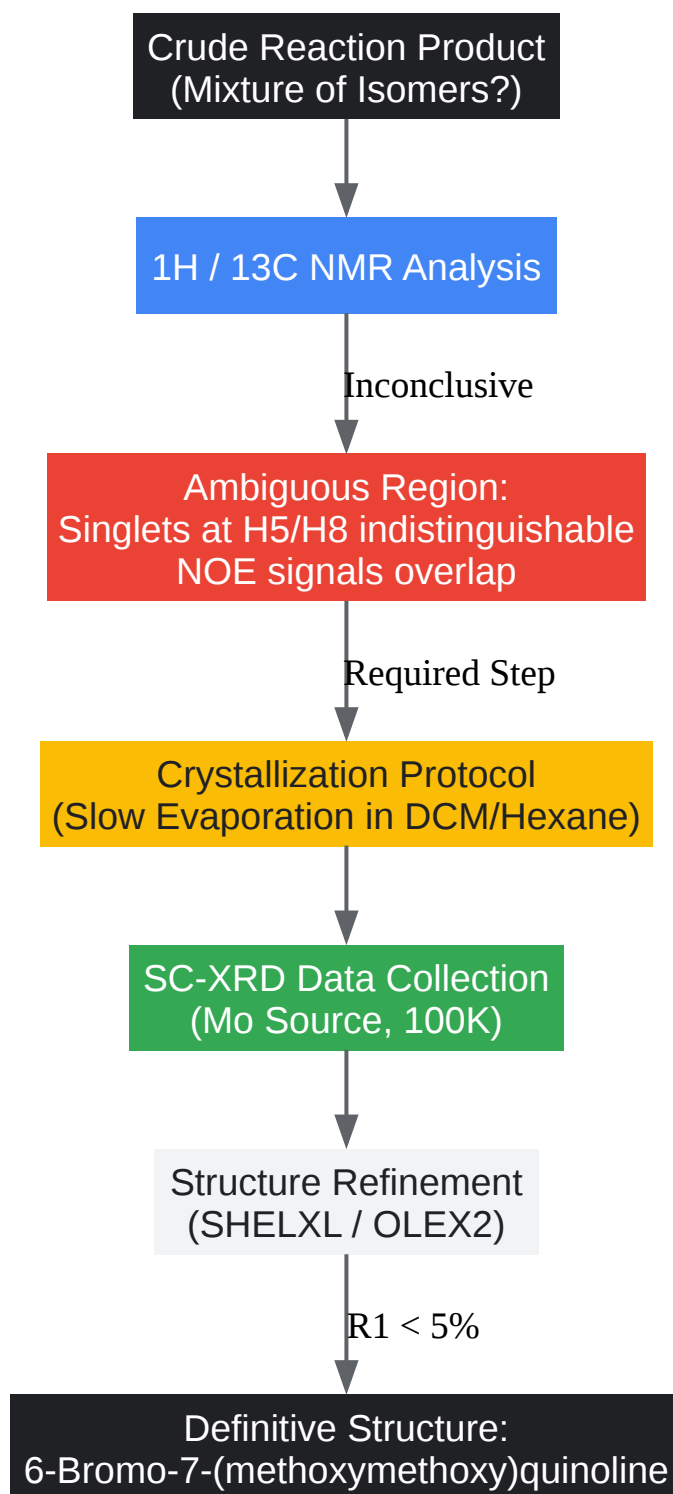 Crude Reaction Product
(Mixture of Isomers?)
1H / 13C NMR Analysis
Inconclusive
Ambiguous Region:
Singlets at H5/H8 indistinguishable
NOE signals overlap
Required Step
Crystallization Protocol
(Slow Evaporation in DCM/Hexane)
SC-XRD Data Collection
(Mo Source, 100K)
Structure Refinement
(SHELXL / OLEX2)
R1 < 5%
Definitive Structure:
6-Bromo-7-(methoxymethoxy)quinoline